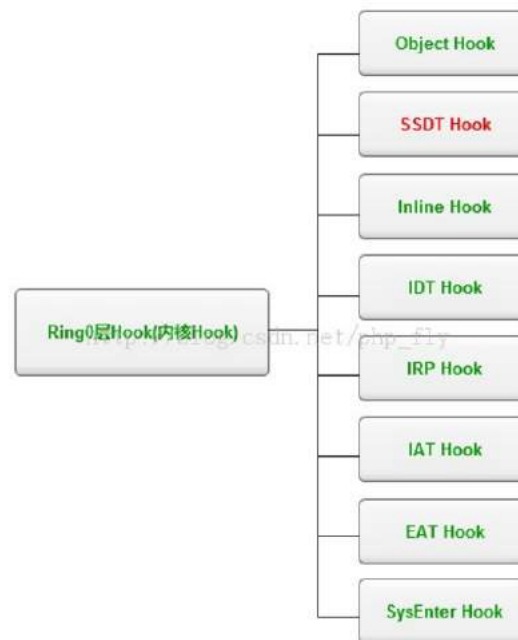 Object Hook
SSDT Hook
Inline Hook
IDT Hook
Ring0层Hook(内核Hook)
http://blog.csdn.net/php_fly
IRP Hook
IAT Hook
EAT Hook
SysEnter Hook